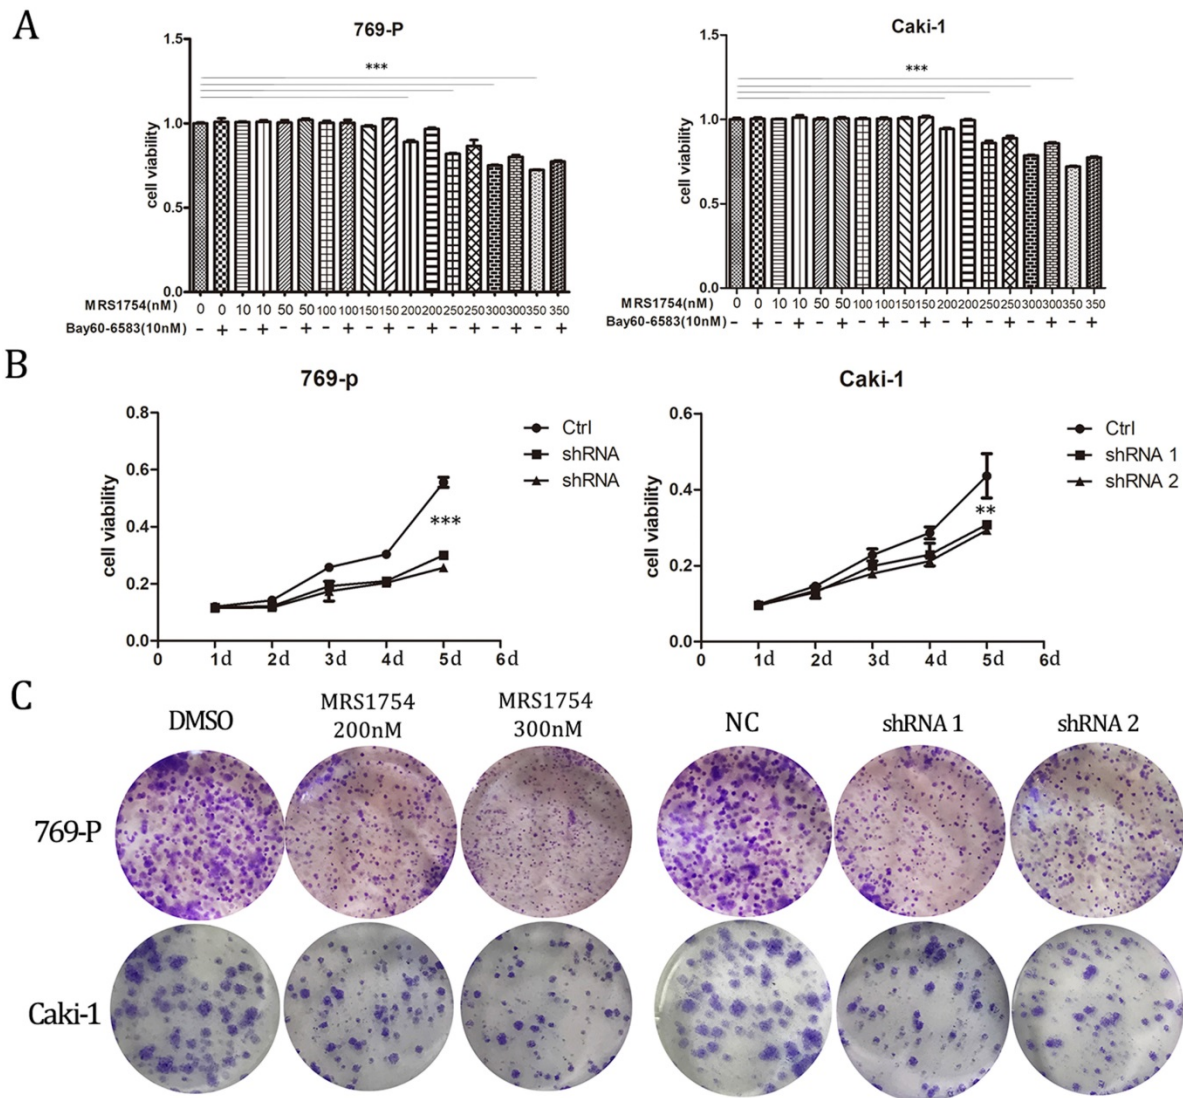 A
769-P
Caki-1
1.5
1.0
0.5
0.0
cell viability
***
1.5
1.0
0.5
0.0
cell viability
***
MRS1754(nM) 0 0 10 10 50 50 100 100 150 150 200 200 250 250 300 300 350 350
Bay60-6583(10nM) - + - + - + - + - + - + - + - + - +
MRS1754(nM) 0 0 10 10 50 50 100 100 150 150 200 200 250 250 300 300 350 350
Bay60-6583(10nM) - + - + - + - + - + - + - + - + - +
B
769-p
Caki-1
0.8
0.6
0.4
0.2
0.0
cell viability
Ctrl
shRNA
shRNA
***
0 1d 2d 3d 4d 5d 6d
0.6
0.4
0.2
0.0
cell viability
Ctrl
shRNA 1
shRNA 2
**
0 1d 2d 3d 4d 5d 6d
C
DMSO
MRS1754
200nM
MRS1754
300nM
NC
shRNA 1
shRNA 2
769-P
Caki-1